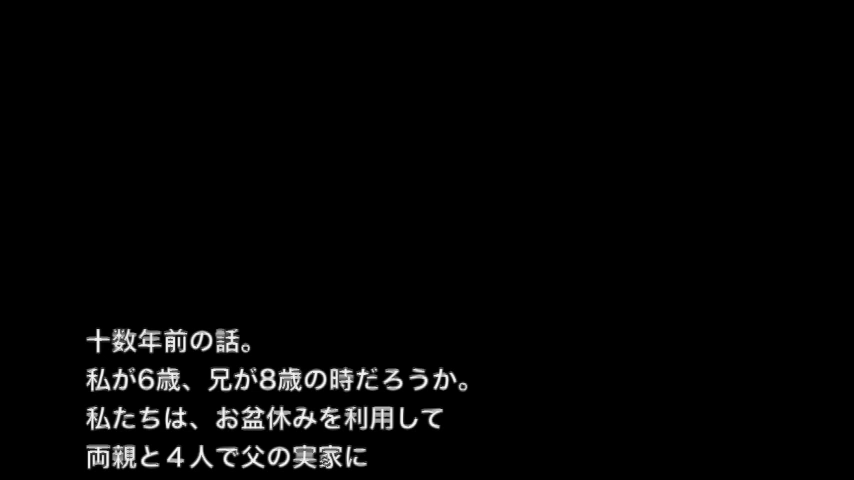 十数年前の話。
私が6歳、兄が8歳の時だろうか。
私たちは、お盆休みを利用して
両親と４人で父の実家に